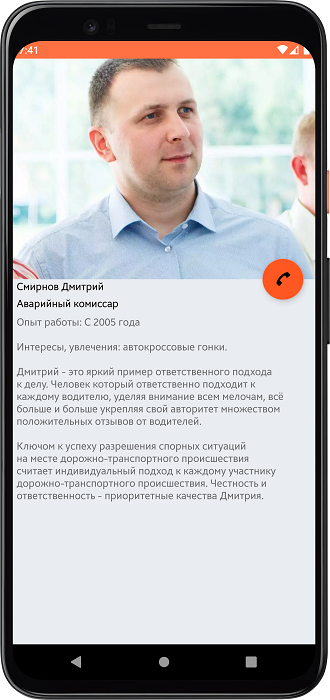 7:41
Смирнов Дмитрий
Аварийный комиссар
Опыт работы: С 2005 года
Интересы, увлечения: автокроссовые гонки.
Дмитрий - это яркий пример ответственного подхода
к делу. Человек который ответственно подходит к
каждому водителю, уделяя внимание всем мелочам, всё
больше и больше укрепляя свой авторитет множеством
положительных отзывов от водителей.
Ключом к успеху разрешения спорных ситуаций
на месте дорожно-транспортного происшествия
считает индивидуальный подход к каждому участнику
дорожно-транспортного происшествия. Честность и
ответственность - приоритетные качества Дмитрия.